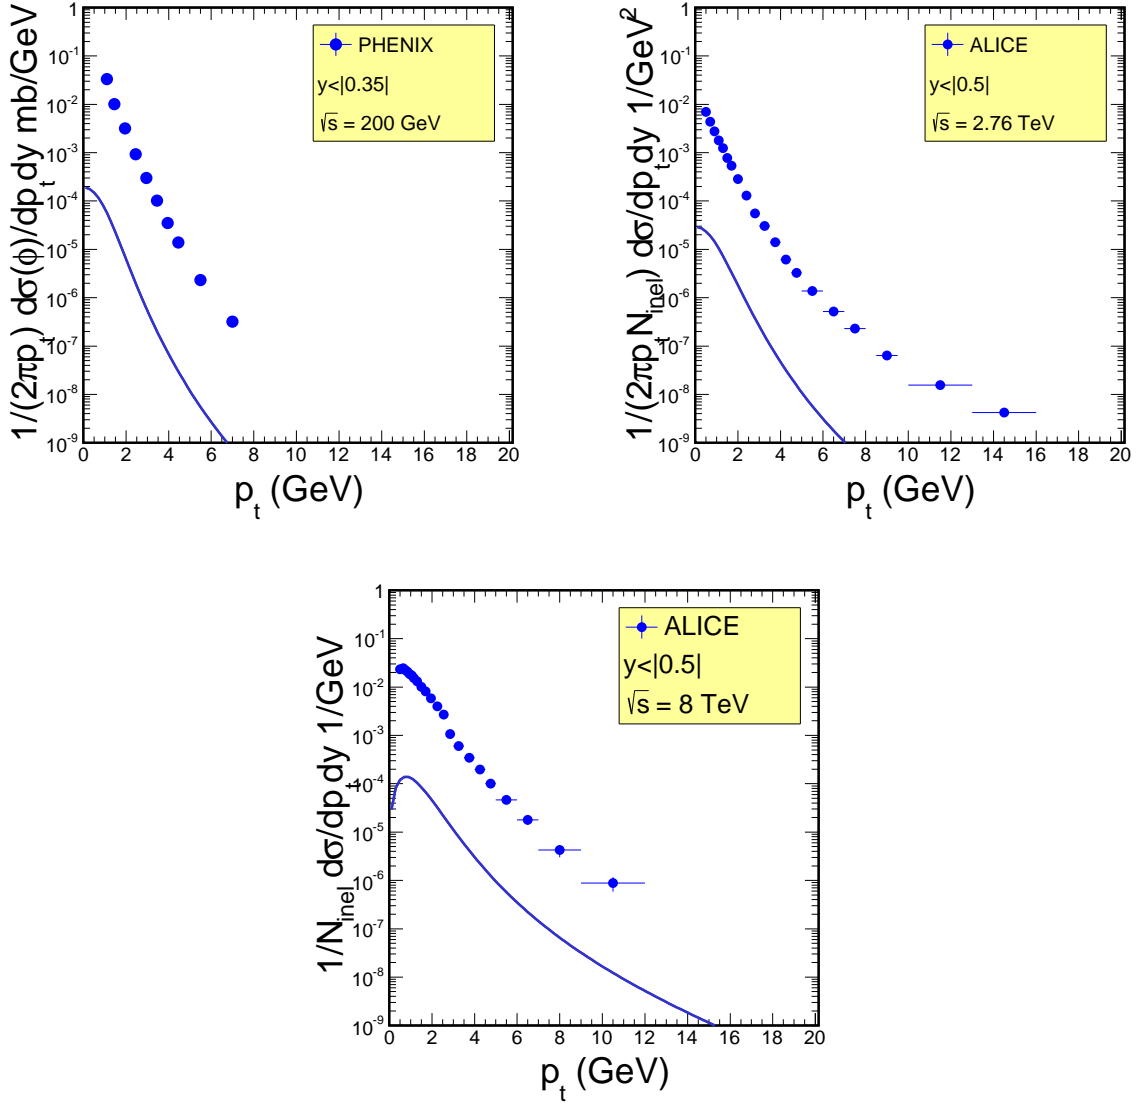 1/(2πp_t) dσ(φ)/dp_t dy mb/GeV
1
10^-1
10^-2
10^-3
10^-4
10^-5
10^-6
10^-7
10^-8
10^-9
PHENIX
y<|0.35|
√s = 200 GeV
0 2 4 6 8 10 12 14 16 18 20
p_t (GeV)
1/(2πp_t N_inel) dσ/dp_t dy 1/GeV^2
1
10^-1
10^-2
10^-3
10^-4
10^-5
10^-6
10^-7
10^-8
10^-9
ALICE
y<|0.5|
√s = 2.76 TeV
0 2 4 6 8 10 12 14 16 18 20
p_t (GeV)
1/N_inel dσ/dp_t dy 1/GeV
1
10^-1
10^-2
10^-3
10^-4
10^-5
10^-6
10^-7
10^-8
10^-9
ALICE
y<|0.5|
√s = 8 TeV
0 2 4 6 8 10 12 14 16 18 20
p_t (GeV)